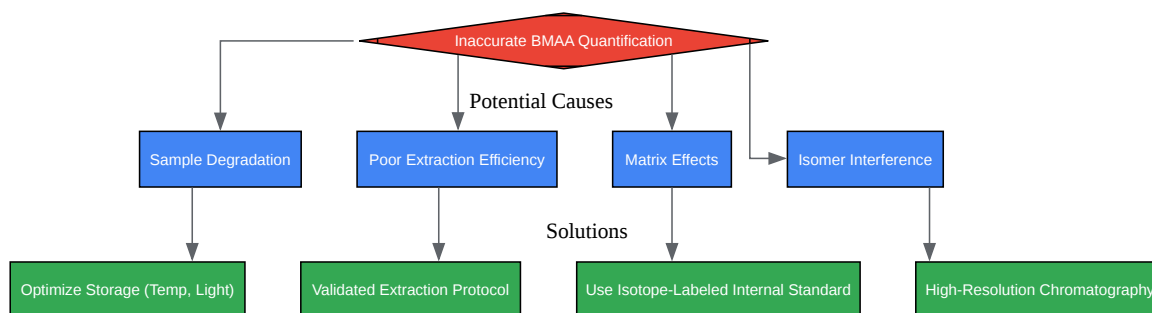 Inaccurate BMAA Quantification
Potential Causes
Sample Degradation
Poor Extraction Efficiency
Matrix Effects
Isomer Interference
Solutions
Optimize Storage (Temp, Light)
Validated Extraction Protocol
Use Isotope-Labeled Internal Standard
High-Resolution Chromatography